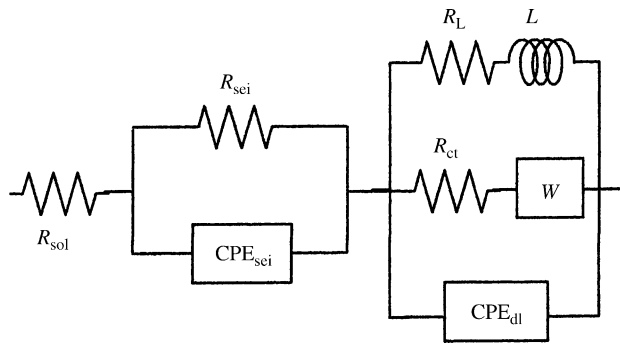 R_L
L
R_sei
R_ct
W
R_sol
CPE_sei
CPE_dl